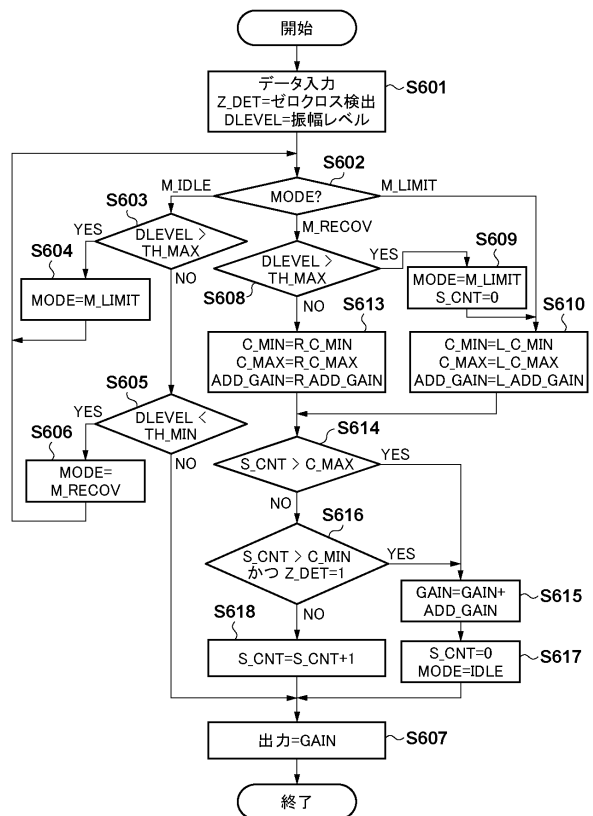 開始
データ入力
Z_DET=ゼロクロス検出
DLEVEL=振幅レベル
S601
S602
MODE?
M_IDLE
M_LIMIT
M_RECOV
S603
DLEVEL >
TH_MAX
YES
NO
S604
MODE=M_LIMIT
DLEVEL >
TH_MAX
S608
YES
NO
S609
MODE=M_LIMIT
S_CNT=0
S613
C_MIN=R_C_MIN
C_MAX=R_C_MAX
ADD_GAIN=R_ADD_GAIN
S610
C_MIN=L_C_MIN
C_MAX=L_C_MAX
ADD_GAIN=L_ADD_GAIN
S605
DLEVEL <
TH_MIN
YES
NO
S606
MODE=
M_RECOV
S614
S_CNT > C_MAX
YES
NO
S616
S_CNT > C_MIN
かつ Z_DET=1
YES
NO
GAIN=GAIN+
ADD_GAIN
S615
S618
S_CNT=S_CNT+1
S_CNT=0
MODE=IDLE
S617
出力=GAIN
S607
終了